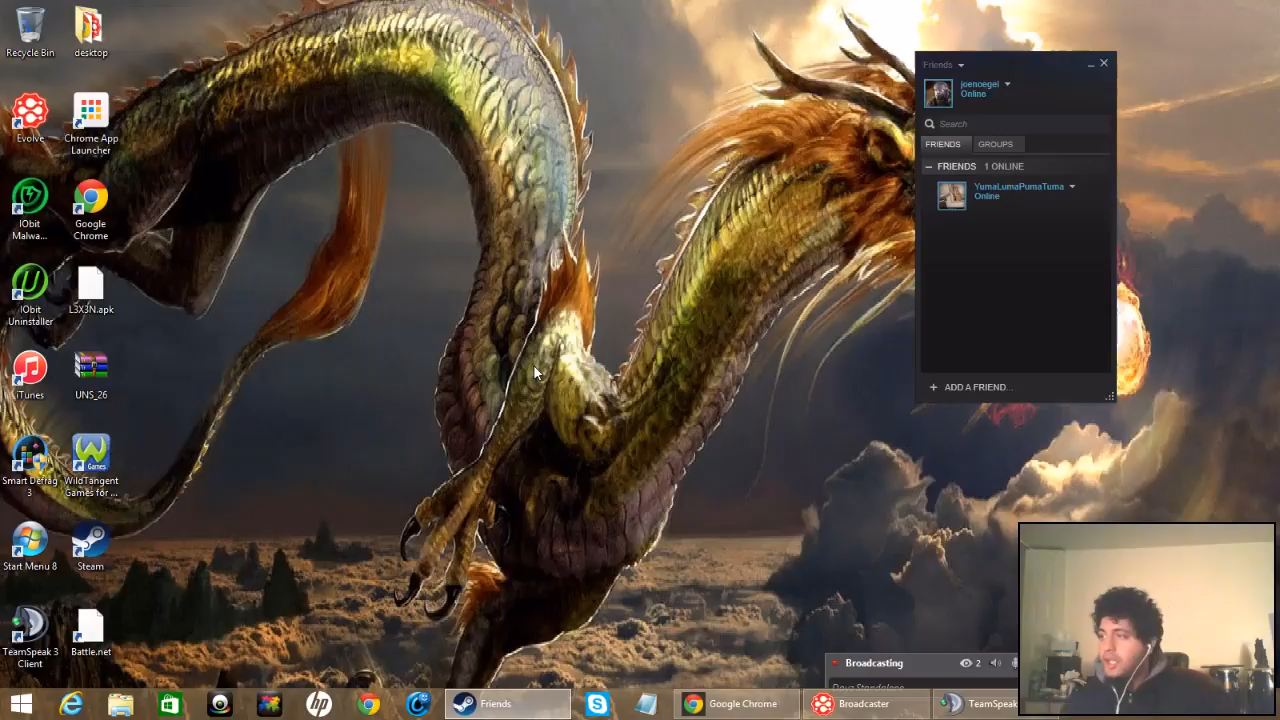 Recycle Bin
desktop
Evolve
Chrome App
Launcher
IObit
Malwa...
Google
Chrome
IObit
Uninstaller
L3X3N.apk
iTunes
UNS_26
Smart Defrag
3
Games
WildTangent
Games for ...
Start Menu 8
Steam
TeamSpeak 3
Client
Battle.net
Friends
joenoegel
Online
Search
FRIENDS
GROUPS
FRIENDS 1 ONLINE
YumaLumaPumaTuma
Online
ADD A FRIEND...
Broadcasting
2
Standalone
Friends
Google Chrome
Broadcaster
TeamSpeak